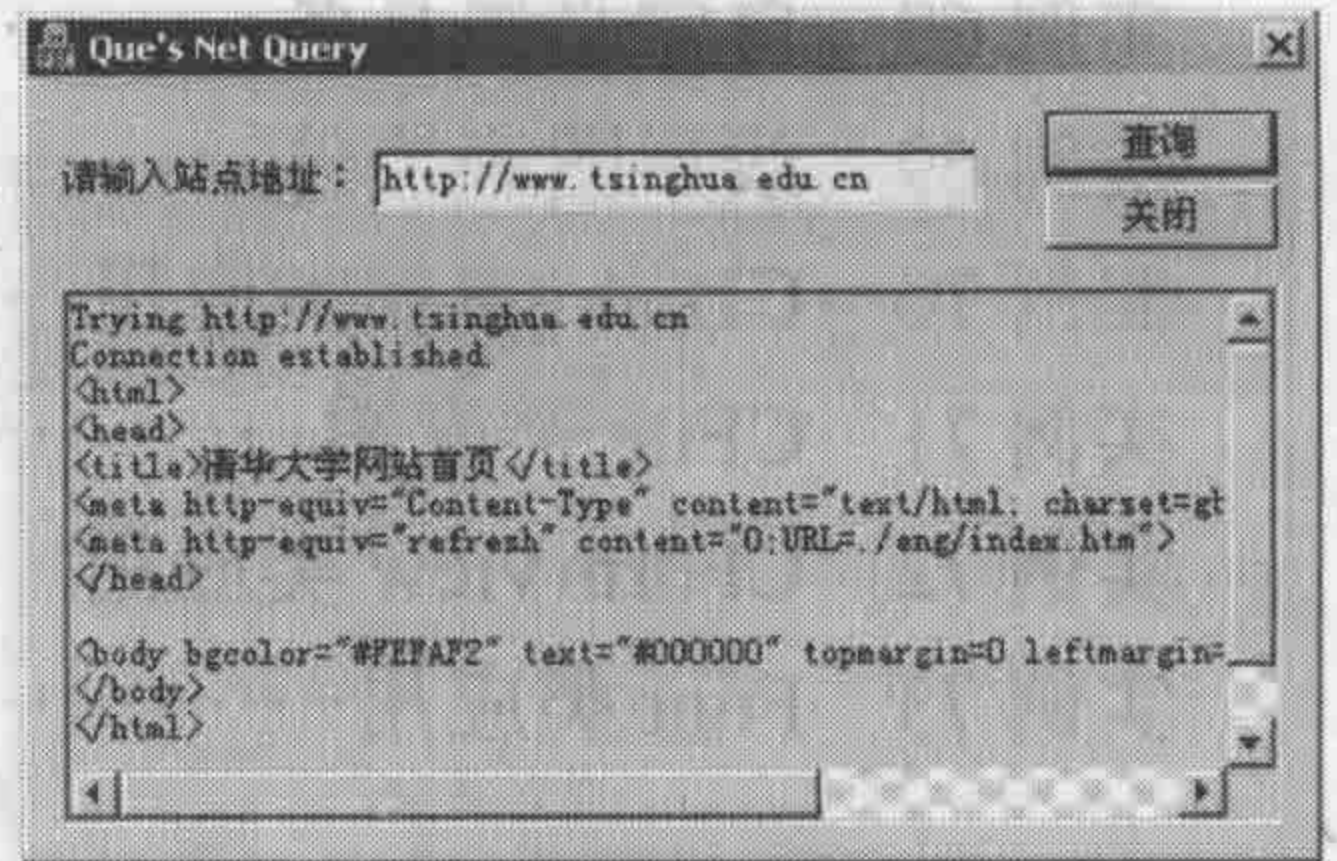 Que's Net Query
请输入站点地址： http://www.tsinghua.edu.cn
查询
关闭
Trying http://www.tsinghua.edu.cn
Connection established.
<html>
<head>
<title>清华大学网站首页</title>
<meta http-equiv="Content-Type" content="text/html; charset=gb
<meta http-equiv="refresh" content="0;URL=./eng/index.htm">
</head>
<body bgcolor="#FEFAF2" text="#000000" topmargin=0 leftmargin=
</body>
</html>